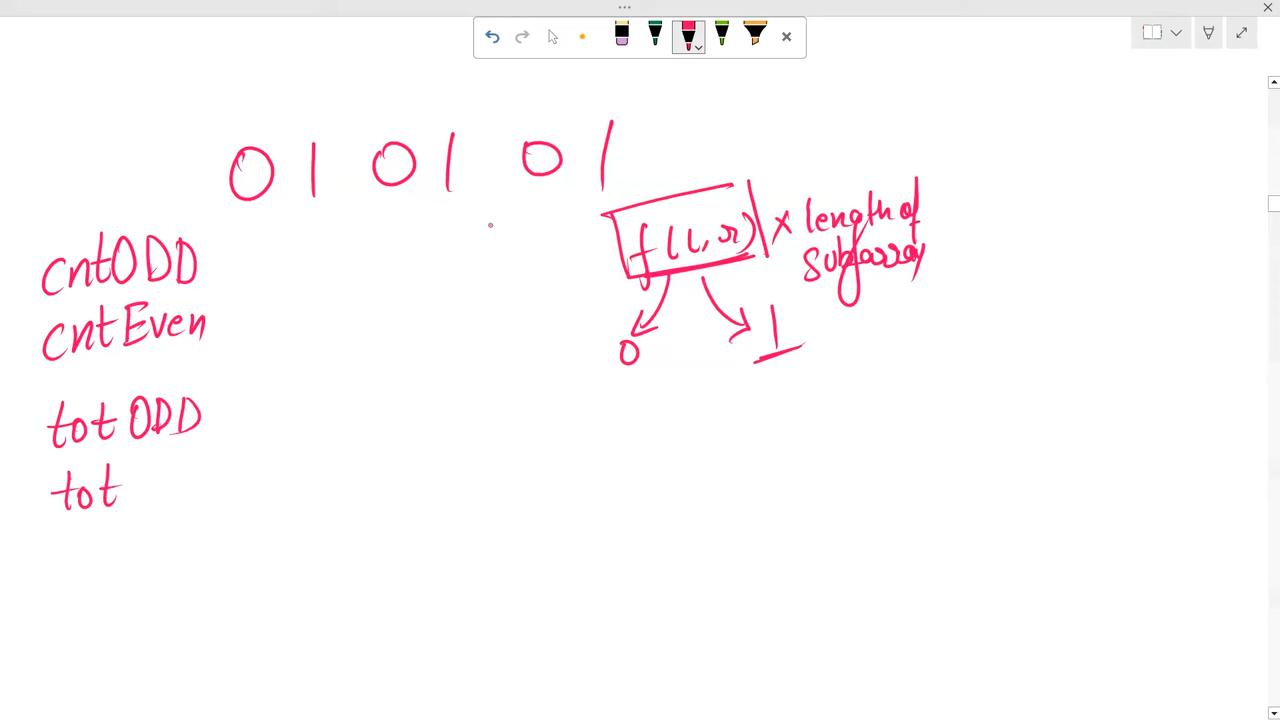 0 1 0 1 0 1
f(l, r) × length of
subarray
0 1
cntODD
cntEven
totODD
tot